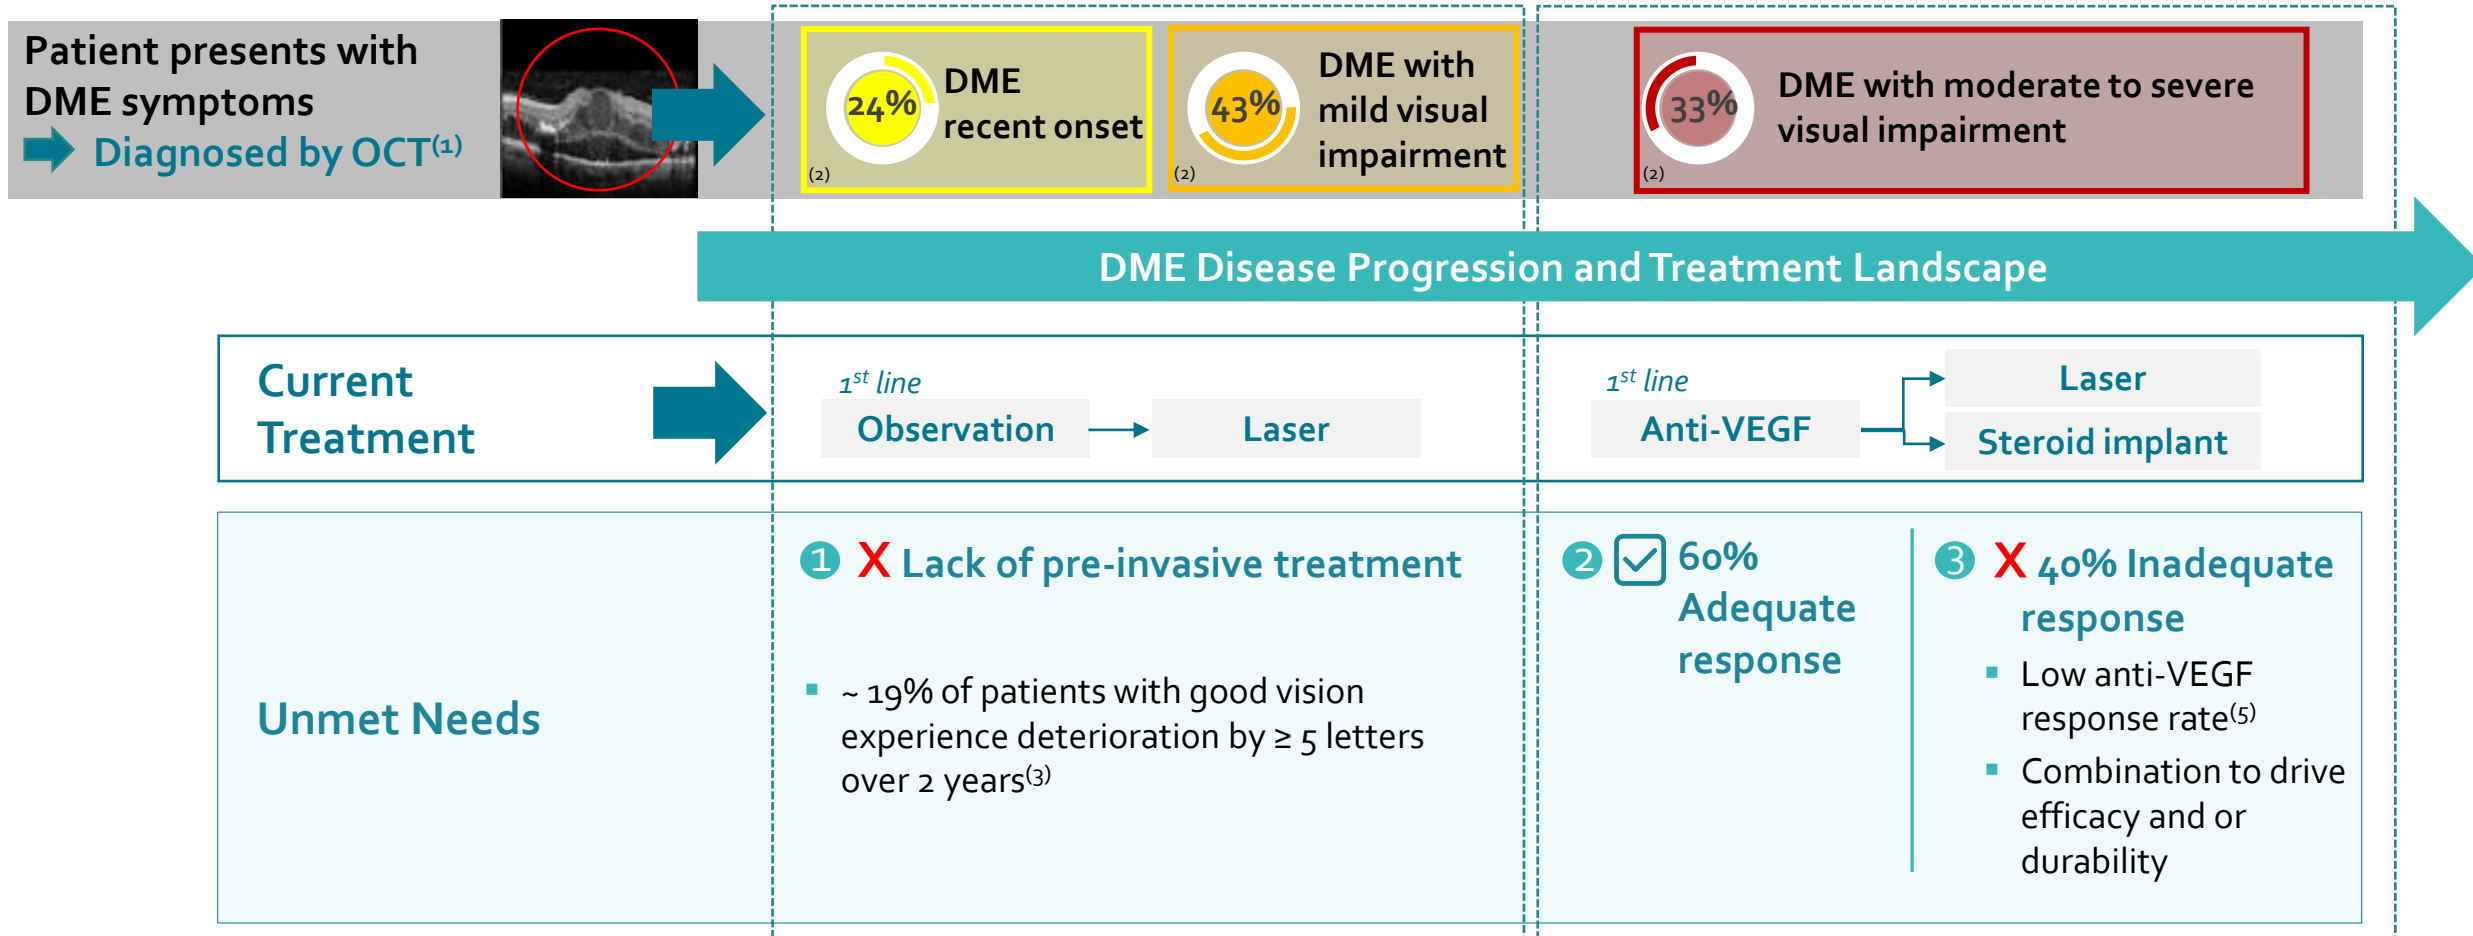 Patient presents with
DME symptoms
Diagnosed by OCT(1)
24%
(2)
DME
recent onset
43%
(2)
DME with
mild visual
impairment
33%
(2)
DME with moderate to severe
visual impairment
DME Disease Progression and Treatment Landscape
Current
Treatment
1st line
Observation
Laser
1st line
Anti-VEGF
Laser
Steroid implant
Unmet Needs
1 X Lack of pre-invasive treatment
▪ ~ 19% of patients with good vision
experience deterioration by ≥ 5 letters
over 2 years(3)
2 60%
Adequate
response
3 X 40% Inadequate
response
▪ Low anti-VEGF
response rate(5)
▪ Combination to drive
efficacy and or
durability